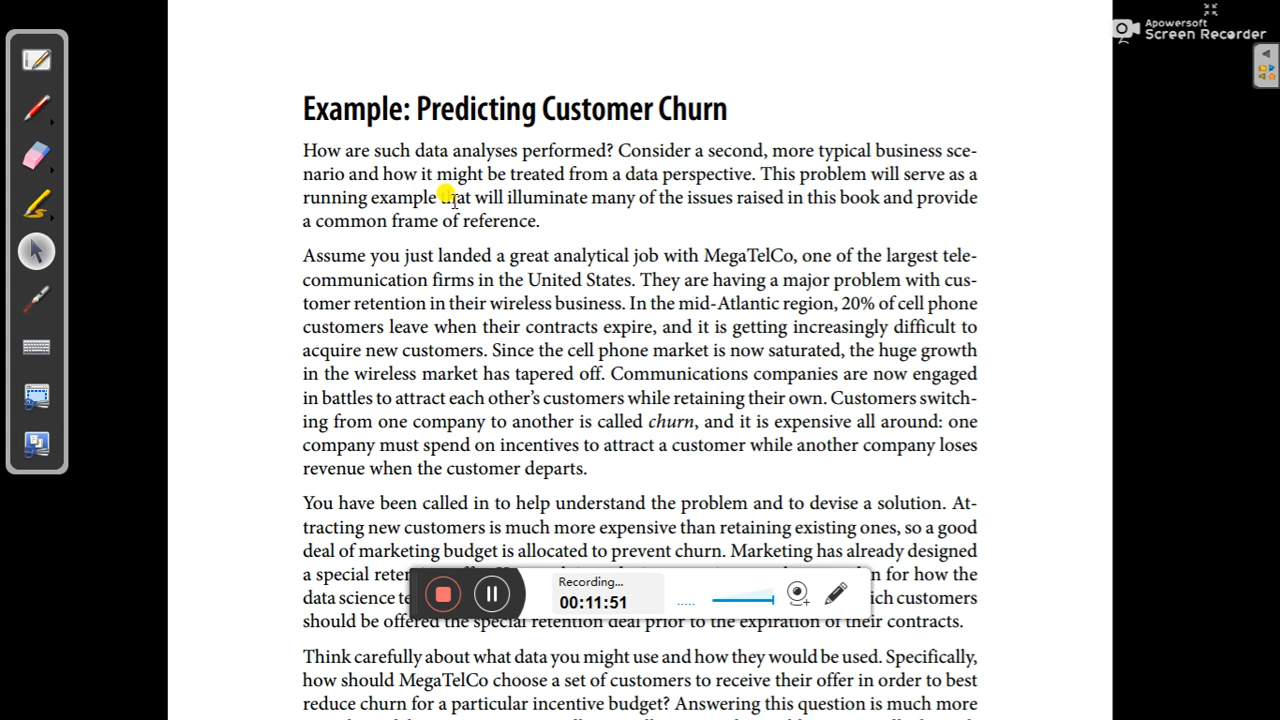 Apowersoft
Screen Recorder
Example: Predicting Customer Churn
How are such data analyses performed? Consider a second, more typical business sce-
nario and how it might be treated from a data perspective. This problem will serve as a
running example that will illuminate many of the issues raised in this book and provide
a common frame of reference.
Assume you just landed a great analytical job with MegaTelCo, one of the largest tele-
communication firms in the United States. They are having a major problem with cus-
tomer retention in their wireless business. In the mid-Atlantic region, 20% of cell phone
customers leave when their contracts expire, and it is getting increasingly difficult to
acquire new customers. Since the cell phone market is now saturated, the huge growth
in the wireless market has tapered off. Communications companies are now engaged
in battles to attract each other's customers while retaining their own. Customers switch-
ing from one company to another is called churn, and it is expensive all around: one
company must spend on incentives to attract a customer while another company loses
revenue when the customer departs.
You have been called in to help understand the problem and to devise a solution. At-
tracting new customers is much more expensive than retaining existing ones, so a good
deal of marketing budget is allocated to prevent churn. Marketing has already designed
a special for how the
data science customers
should be offered the special retention deal prior to the expiration of their contracts.
Recording...
00:11:51
Think carefully about what data you might use and how they would be used. Specifically,
how should MegaTelCo choose a set of customers to receive their offer in order to best
reduce churn for a particular incentive budget? Answering this question is much more